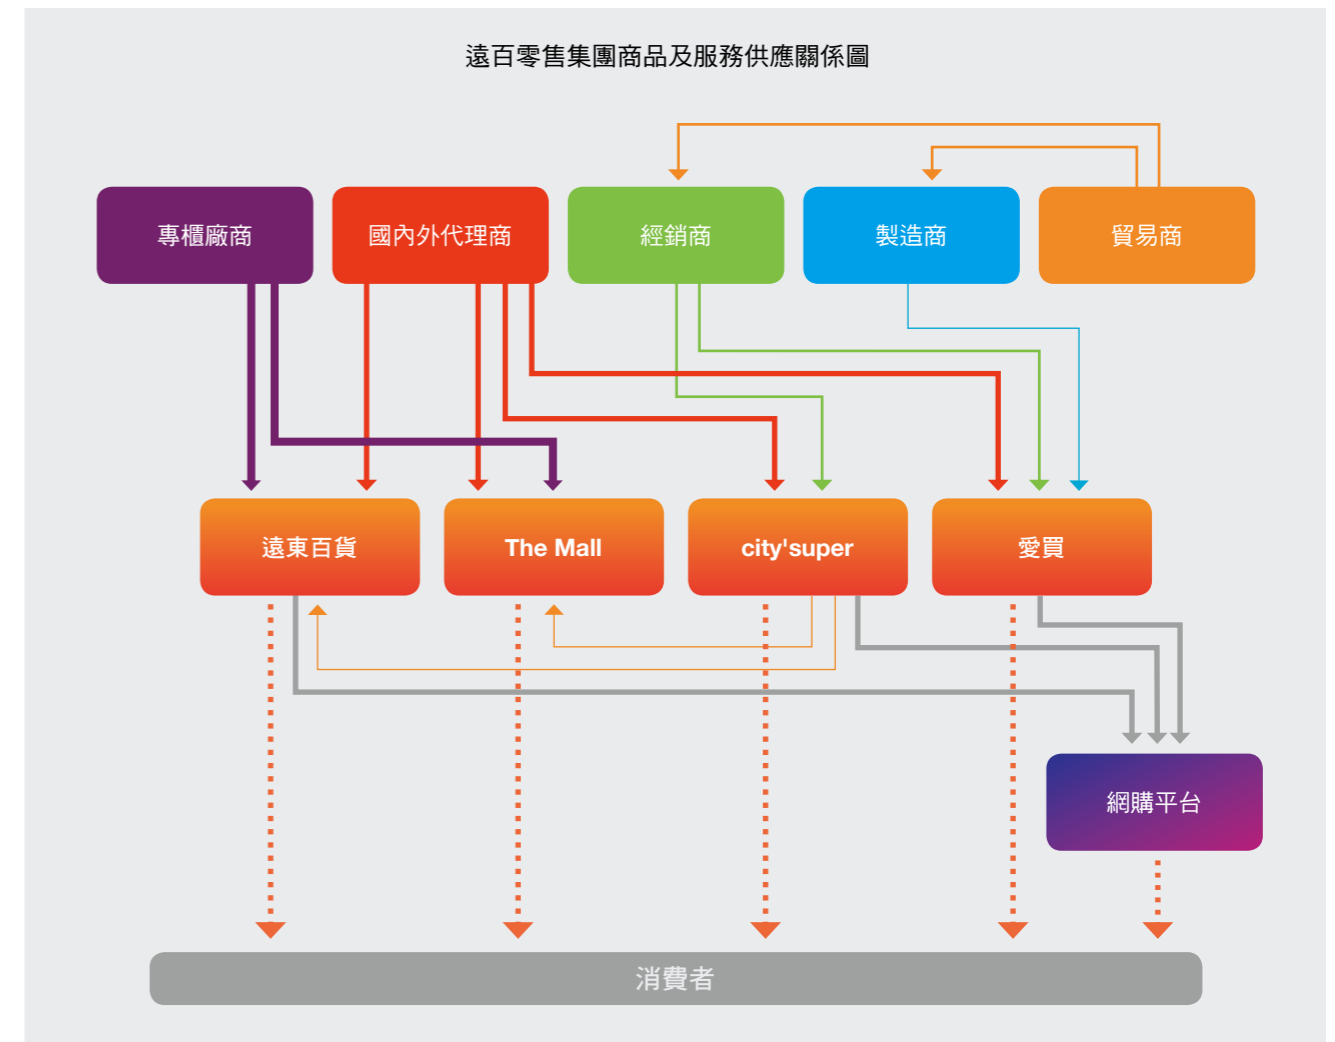 遠百零售集團商品及服務供應關係圖
專櫃廠商
國內外代理商
經銷商
製造商
貿易商
遠東百貨
The Mall
city'super
愛買
網購平台
消費者